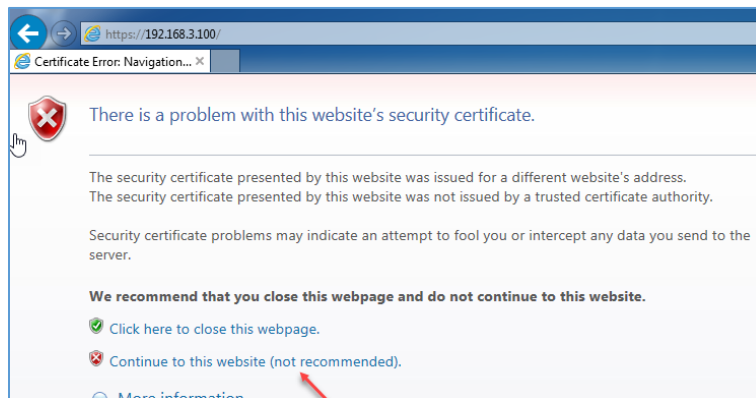 https://192.168.3.100/
Certificate Error: Navigation...
There is a problem with this website's security certificate.
The security certificate presented by this website was issued for a different website's address.
The security certificate presented by this website was not issued by a trusted certificate authority.
Security certificate problems may indicate an attempt to fool you or intercept any data you send to the
server.
We recommend that you close this webpage and do not continue to this website.
Click here to close this webpage.
Continue to this website (not recommended).
More information